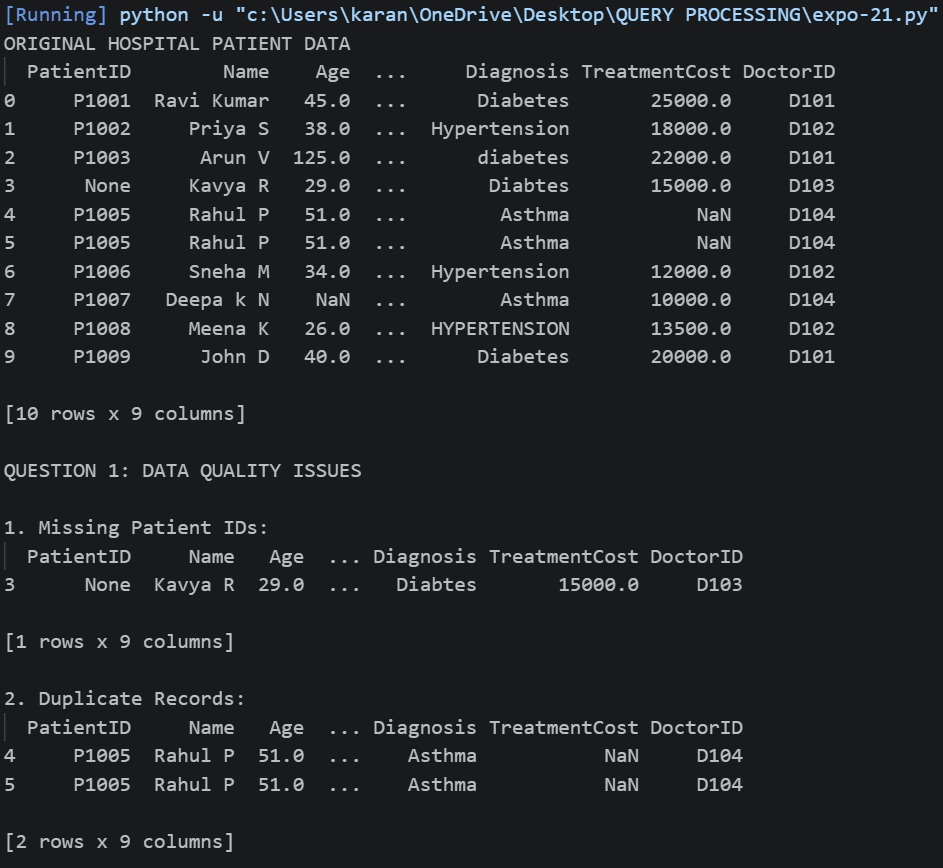 [Running] python -u "c:\Users\karan\OneDrive\Desktop\QUERY PROCESSING\expo-21.py"
ORIGINAL HOSPITAL PATIENT DATA
  PatientID        Name    Age  ...     Diagnosis TreatmentCost DoctorID
0     P1001  Ravi Kumar   45.0  ...      Diabetes       25000.0     D101
1     P1002     Priya S   38.0  ...  Hypertension       18000.0     D102
2     P1003      Arun V  125.0  ...      diabetes       22000.0     D101
3      None     Kavya R   29.0  ...       Diabtes       15000.0     D103
4     P1005     Rahul P   51.0  ...        Asthma           NaN     D104
5     P1005     Rahul P   51.0  ...        Asthma           NaN     D104
6     P1006     Sneha M   34.0  ...  Hypertension       12000.0     D102
7     P1007   Deepa k N    NaN  ...        Asthma       10000.0     D104
8     P1008     Meena K   26.0  ...  HYPERTENSION       13500.0     D102
9     P1009      John D   40.0  ...      Diabetes       20000.0     D101
[10 rows x 9 columns]
QUESTION 1: DATA QUALITY ISSUES
1. Missing Patient IDs:
  PatientID     Name   Age  ... Diagnosis TreatmentCost DoctorID
3      None  Kavya R  29.0  ...   Diabtes       15000.0     D103
[1 rows x 9 columns]
2. Duplicate Records:
  PatientID     Name   Age  ... Diagnosis TreatmentCost DoctorID
4     P1005  Rahul P  51.0  ...    Asthma           NaN     D104
5     P1005  Rahul P  51.0  ...    Asthma           NaN     D104
[2 rows x 9 columns]